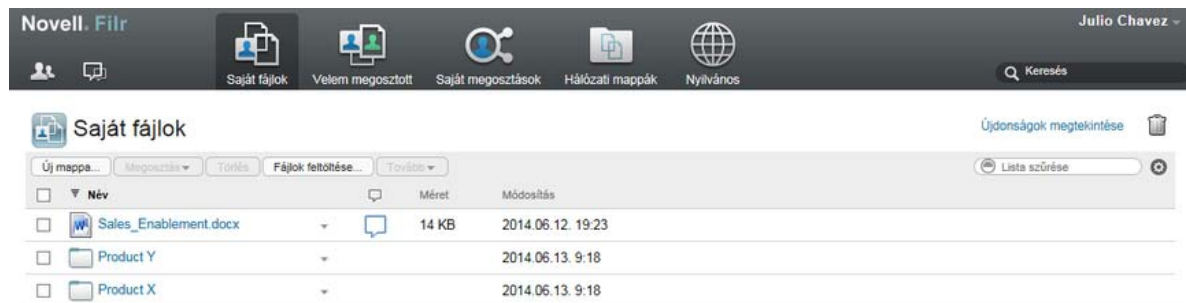 Novell. Filr
Julio Chavez
Saját fájlok
Velem megosztott
Saját megosztások
Hálózati mappák
Nyilvános
Keresés
Saját fájlok
Újdonságok megtekintése
Új mappa... Megosztás Törlés Fájlok feltöltése... Tovább Lista szűrése
Név Méret Módosítás
Sales_Enablement.docx 14 KB 2014.06.12. 19:23
Product Y 2014.06.13. 9:18
Product X 2014.06.13. 9:18